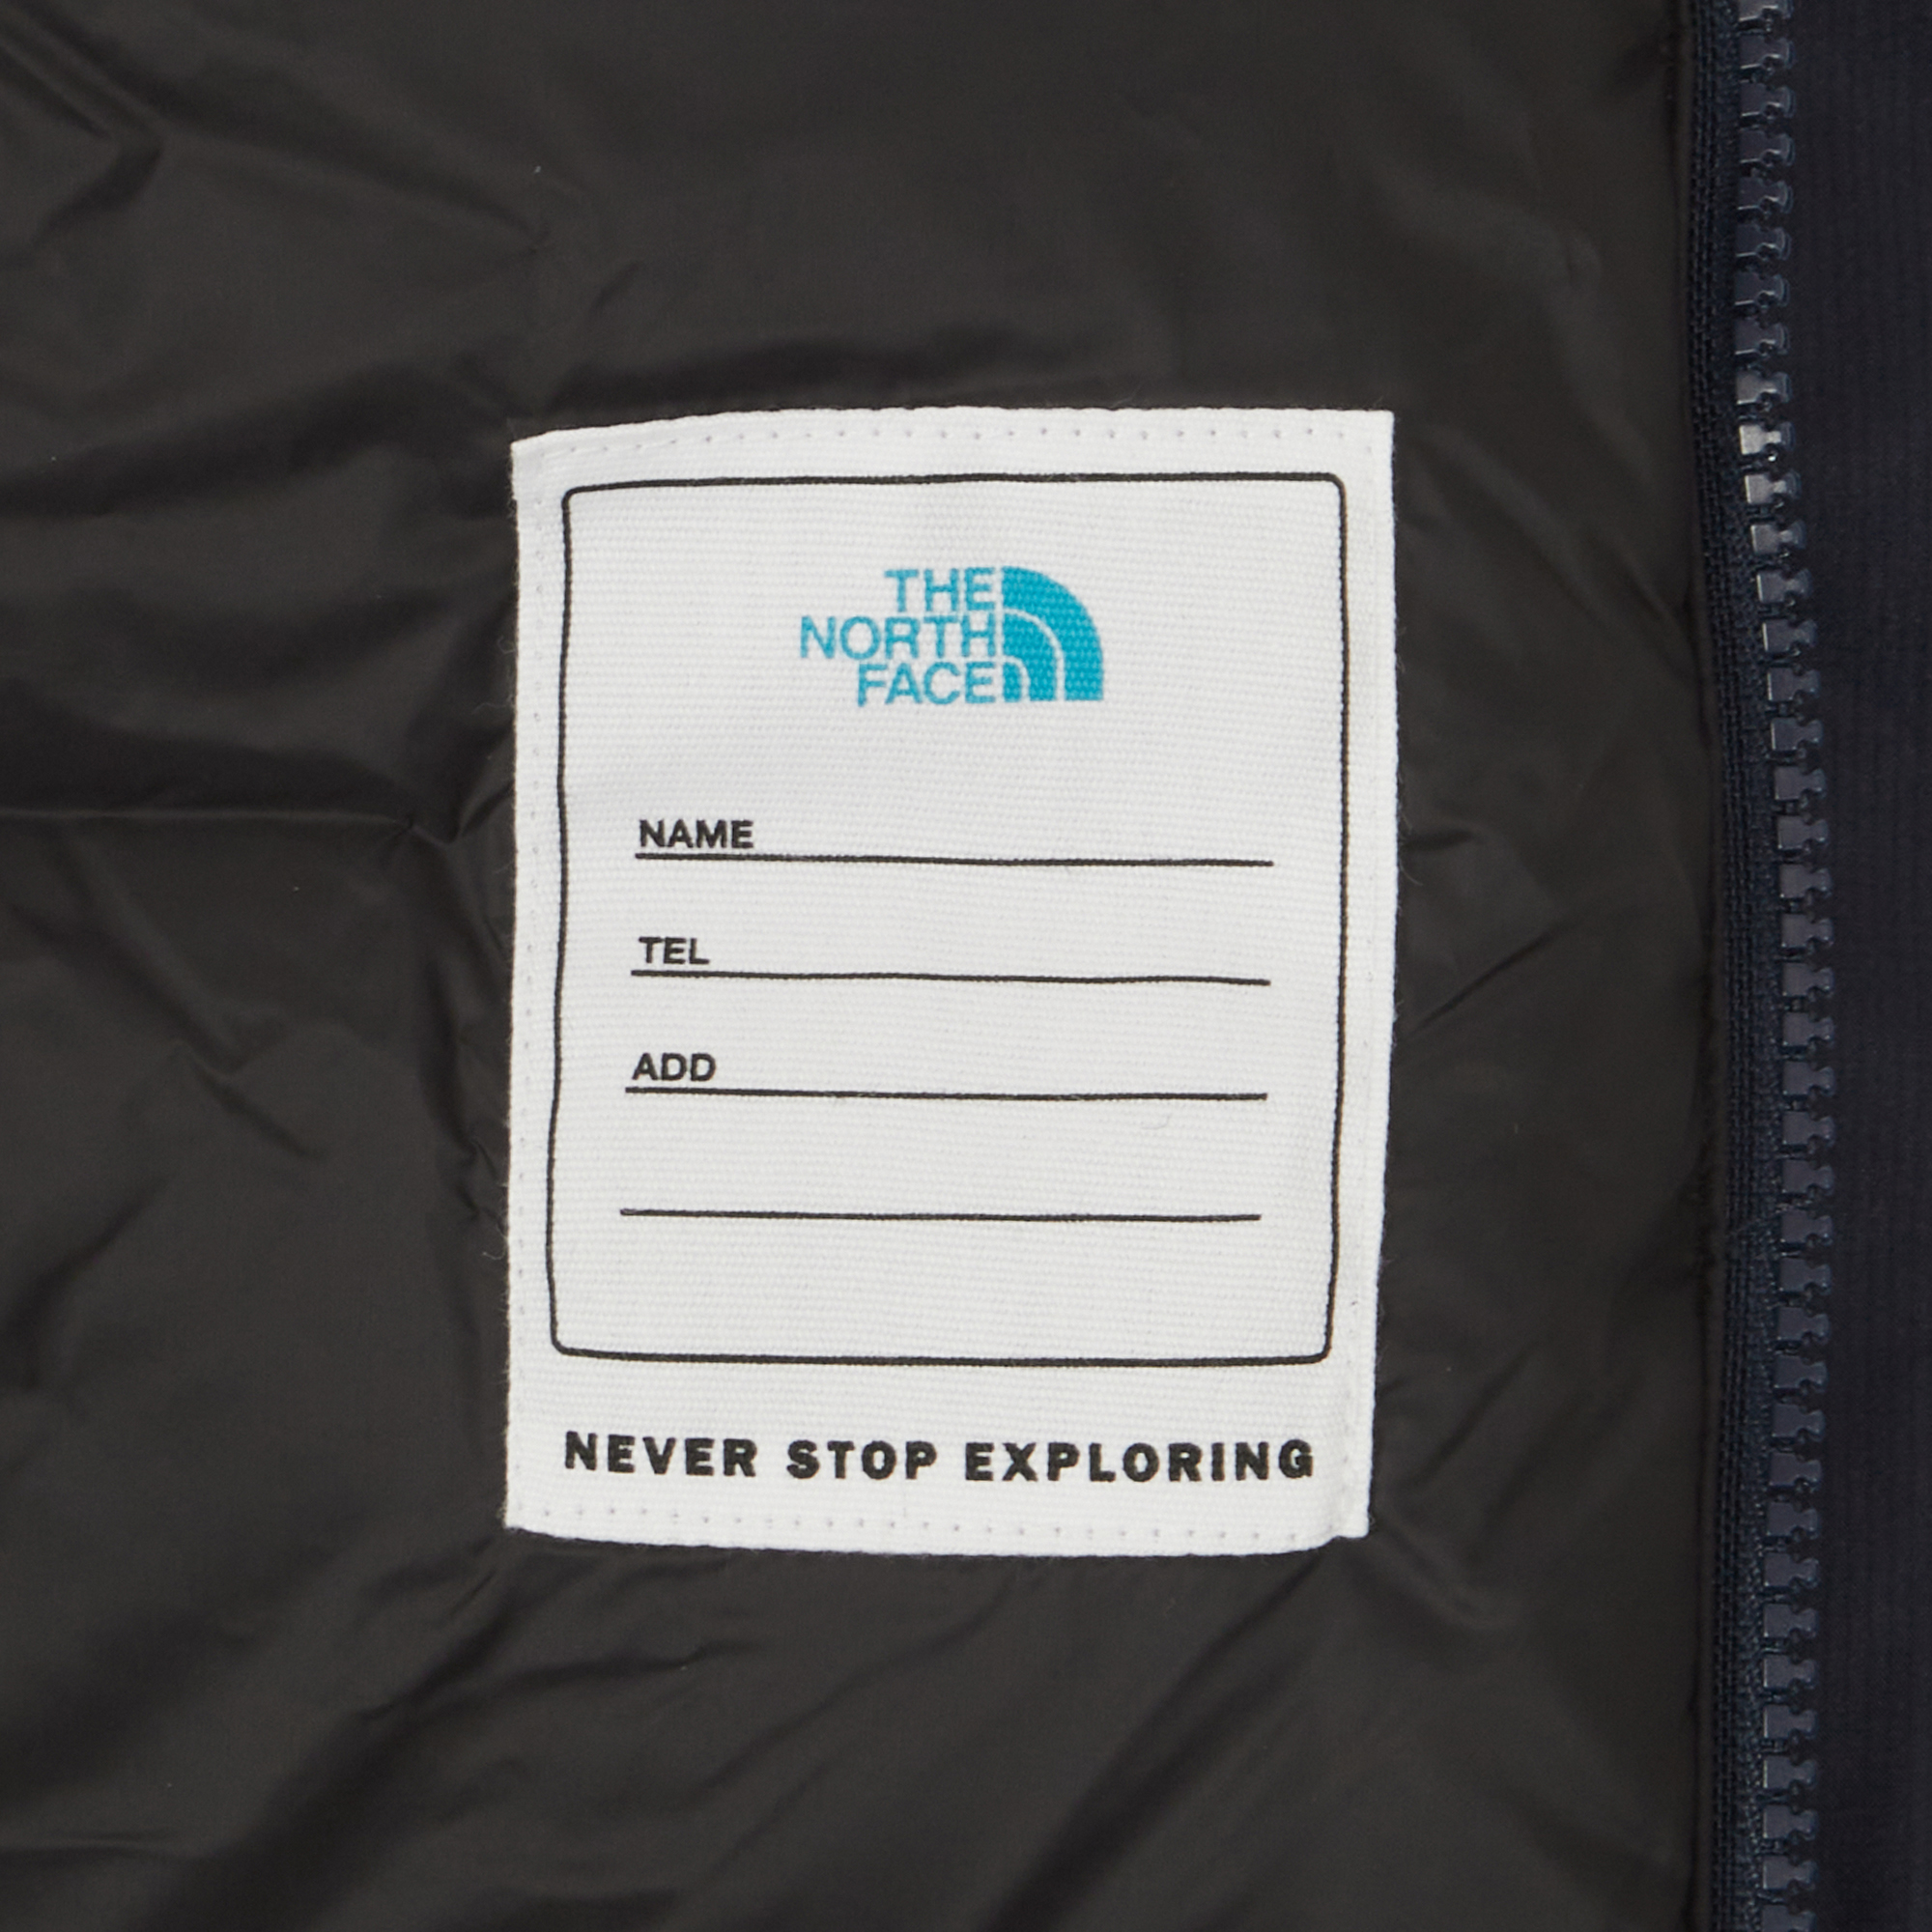 THE
NORTH
FACE
NAME
TEL
ADD
NEVER STOP EXPLORING